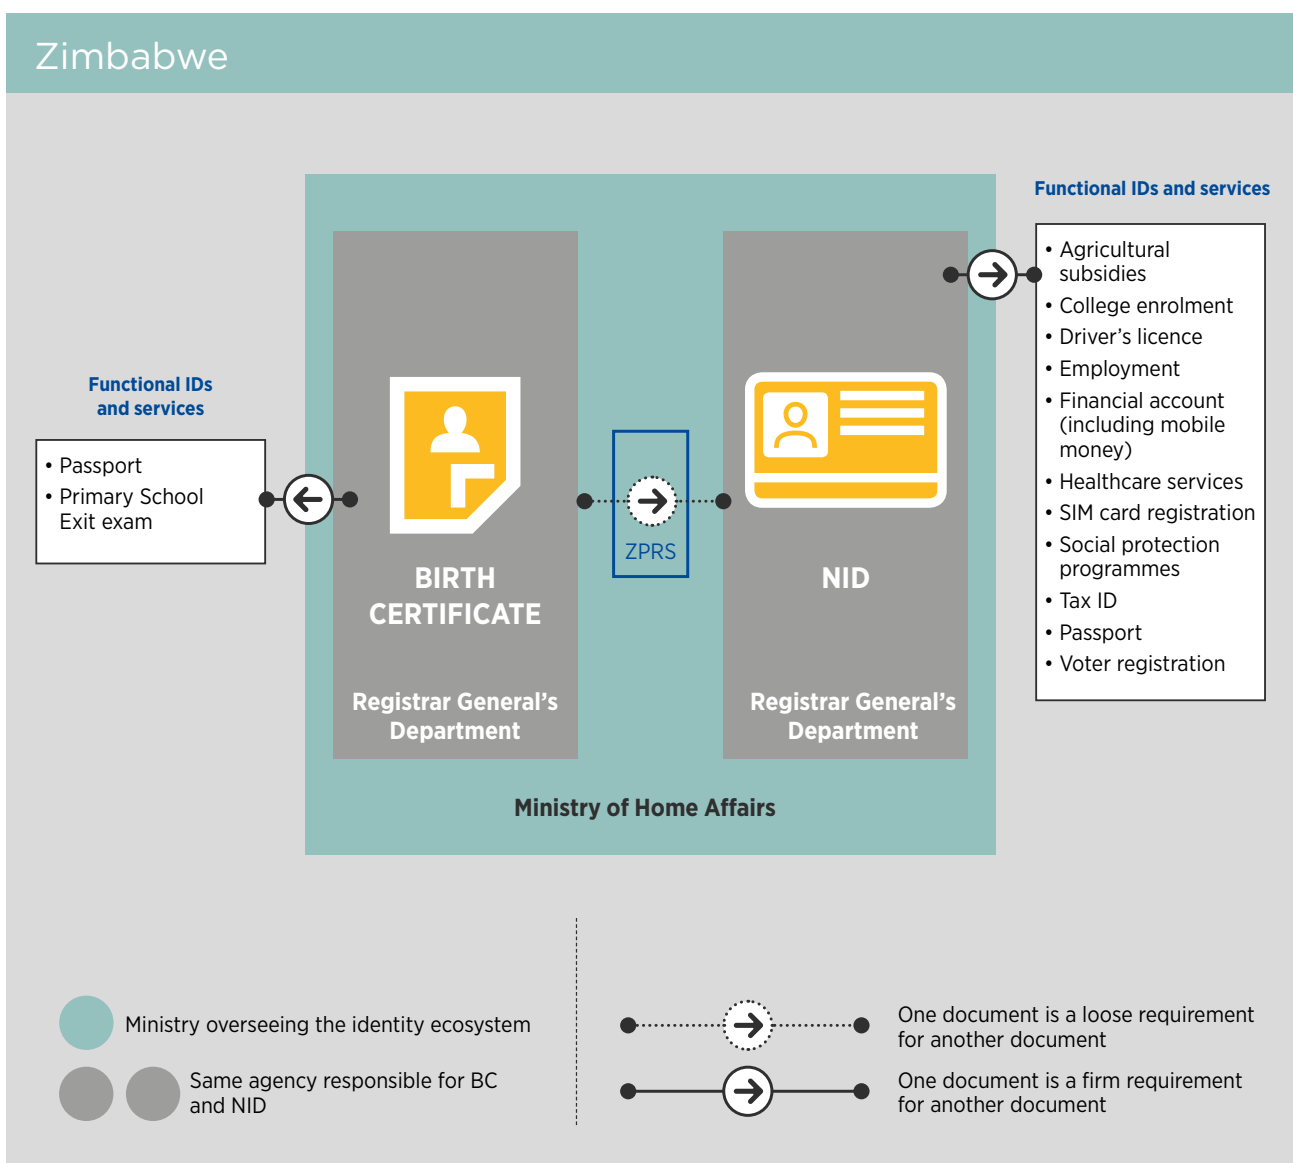 Zimbabwe
Functional IDs
and services
• Passport
• Primary School
Exit exam
BIRTH
CERTIFICATE
Registrar General’s
Department
ZPRS
NID
Registrar General’s
Department
Ministry of Home Affairs
Functional IDs and services
• Agricultural
subsidies
• College enrolment
• Driver’s licence
• Employment
• Financial account
(including mobile
money)
• Healthcare services
• SIM card registration
• Social protection
programmes
• Tax ID
• Passport
• Voter registration
Ministry overseeing the identity ecosystem
Same agency responsible for BC
and NID
One document is a loose requirement
for another document
One document is a firm requirement
for another document